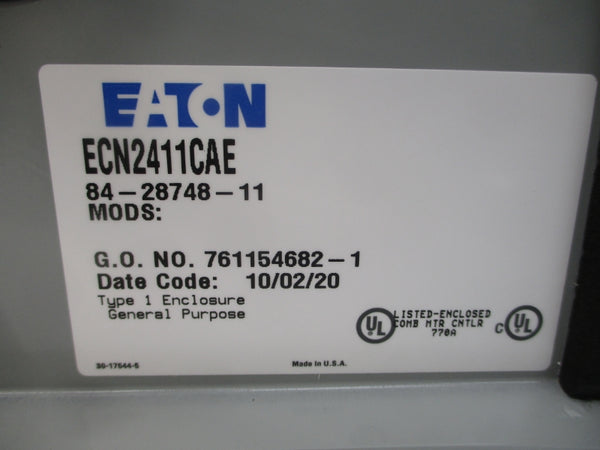 EATON
ECN2411CAE
84-28748-11
MODS:
G.O. NO. 761154682-1
Date Code: 10/02/20
Type 1 Enclosure
General Purpose
UL LISTED-ENCLOSED C UL
COMB MTR CNTLR
770A
30-17544-5 Made In U.S.A.